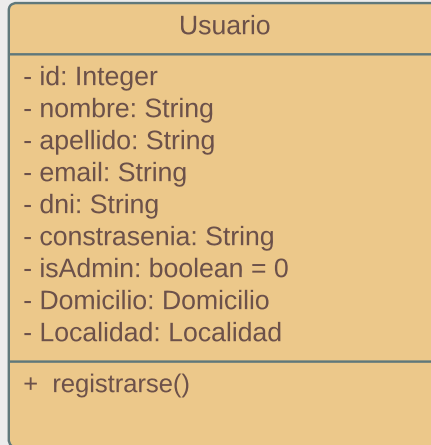 Usuario
- id: Integer
- nombre: String
- apellido: String
- email: String
- dni: String
- constrasenia: String
- isAdmin: boolean = 0
- Domicilio: Domicilio
- Localidad: Localidad
+ registrarse()